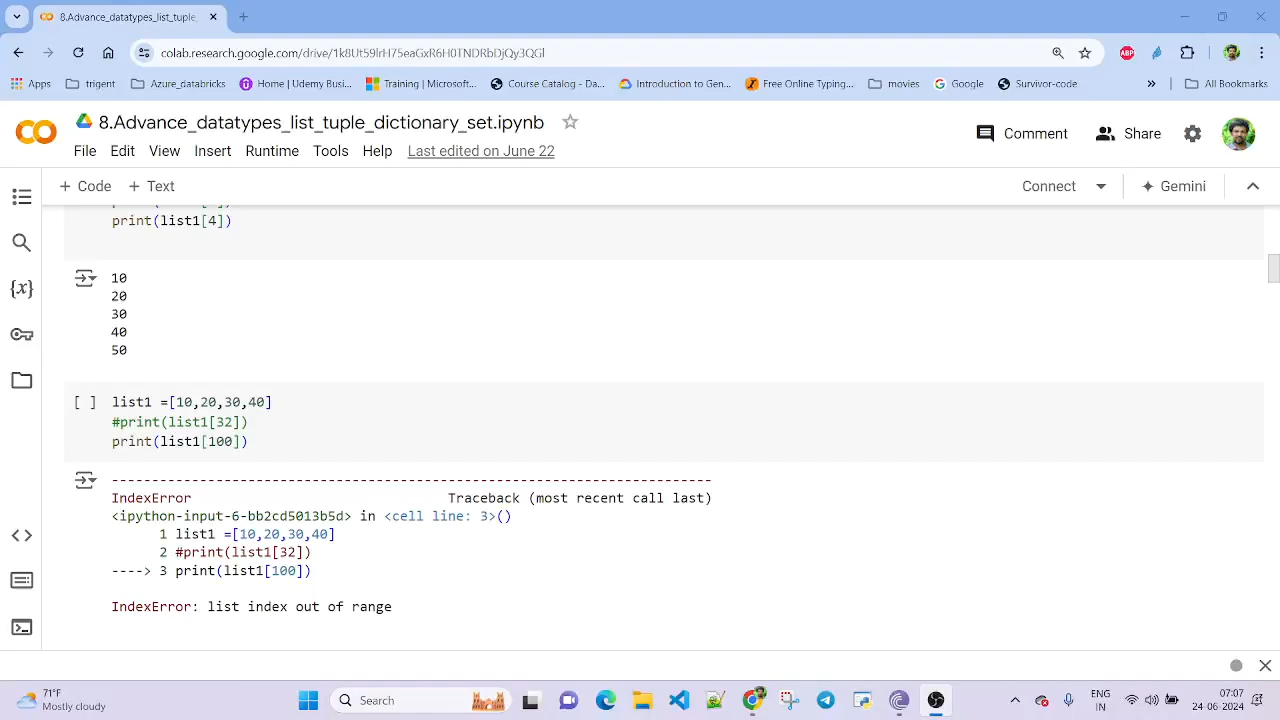 8.Advance_datatypes_list_tuple_
colab.research.google.com/drive/1k8Ut59lrH75eaGxR6H0TNDRbDjQy3QGl
Apps
trigent
Azure_databricks
Home | Udemy Busi...
Training | Microsoft...
Course Catalog - Da...
Introduction to Gen...
Free Online Typing...
movies
Google
Survivor-code
»
All Bookmarks
8.Advance_datatypes_list_tuple_dictionary_set.ipynb
Comment
Share
File Edit View Insert Runtime Tools Help Last edited on June 22
+ Code + Text
Connect
Gemini
print(list1[4])
10
20
30
40
50
[ ] list1 =[10,20,30,40]
#print(list1[32])
print(list1[100])
---------------------------------------------------------------------------
IndexError Traceback (most recent call last)
<ipython-input-6-bb2cd5013b5d> in <cell line: 3>()
1 list1 =[10,20,30,40]
2 #print(list1[32])
----> 3 print(list1[100])
IndexError: list index out of range
71°F
Mostly cloudy
Search
ENG
IN
07:07
24-06-2024